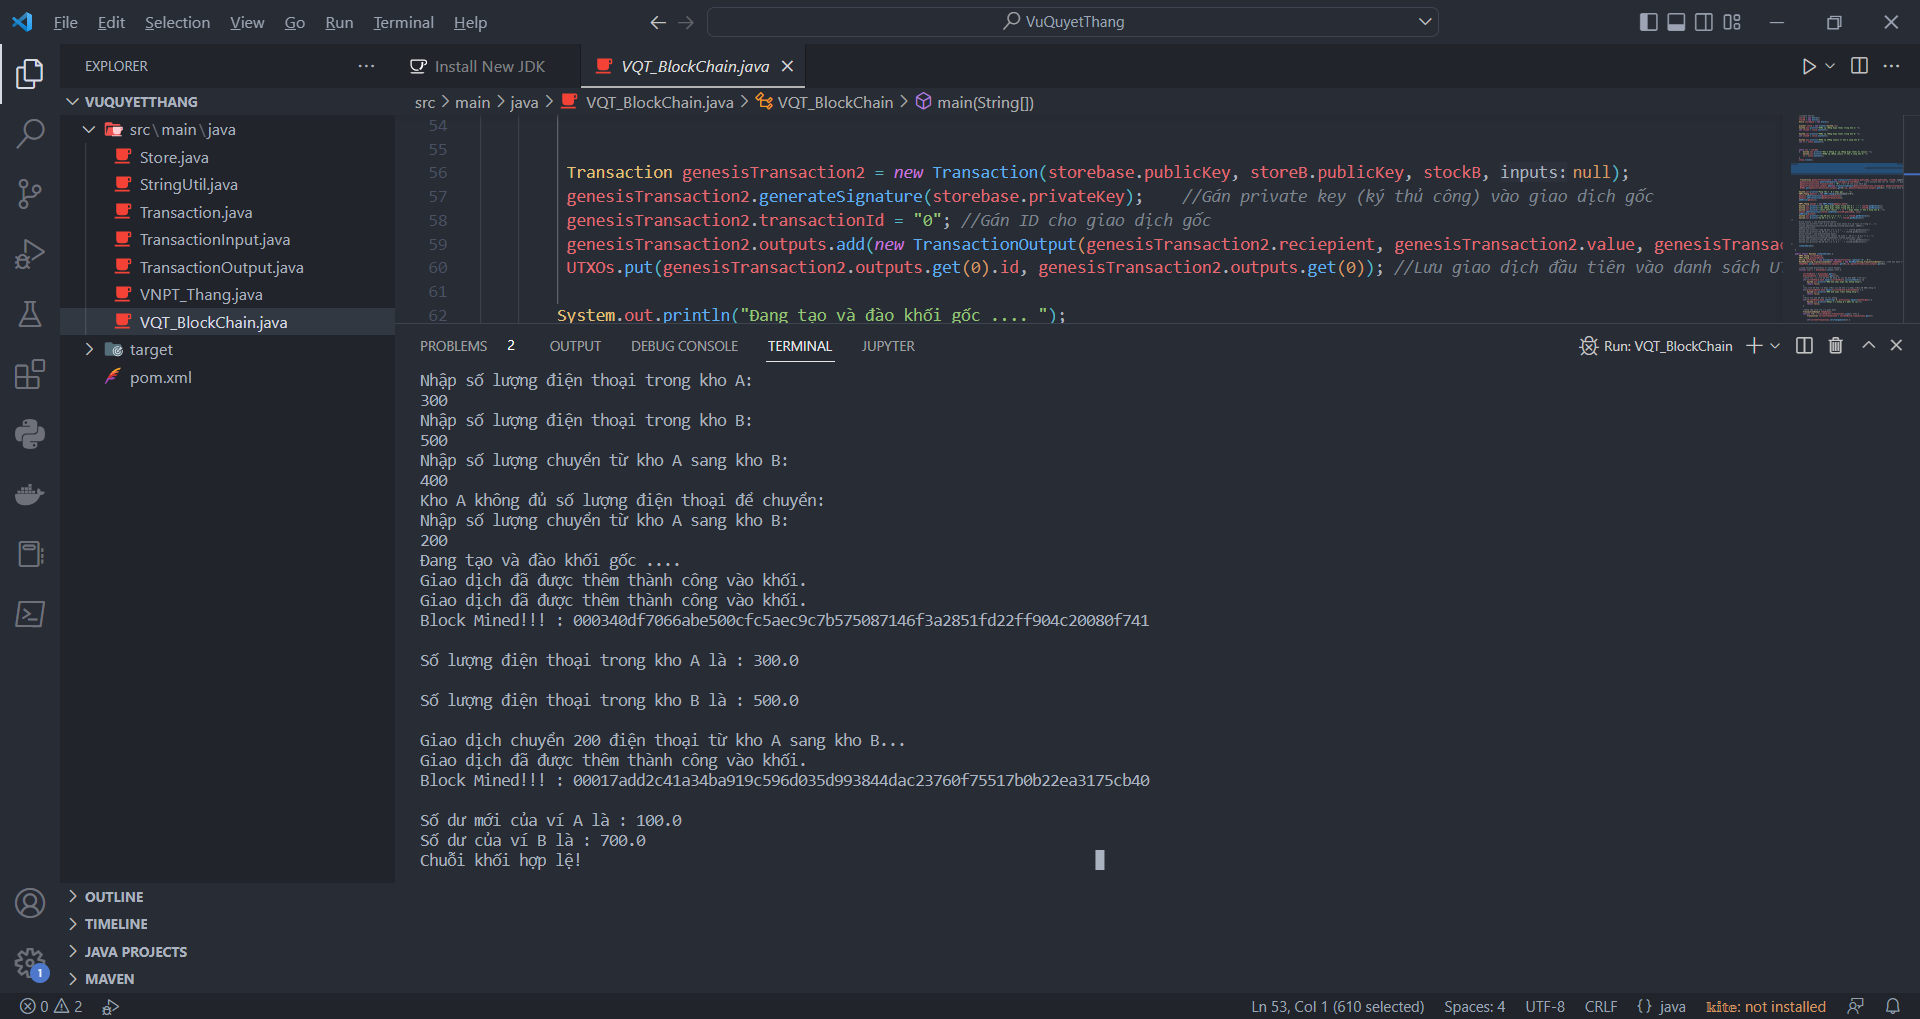 File Edit Selection View Go Run Terminal Help
VuQuyetThang
EXPLORER
Install New JDK
VQT_BlockChain.java
VUQUYETTHANG
src\main\java
Store.java
StringUtil.java
Transaction.java
TransactionInput.java
TransactionOutput.java
VNPT_Thang.java
VQT_BlockChain.java
target
pom.xml
OUTLINE
TIMELINE
JAVA PROJECTS
MAVEN
src > main > java > VQT_BlockChain.java > VQT_BlockChain > main(String[])
54
55
56 Transaction genesisTransaction2 = new Transaction(storebase.publicKey, storeB.publicKey, stockB, inputs: null);
57 genesisTransaction2.generateSignature(storebase.privateKey); //Gán private key (ký thủ công) vào giao dịch gốc
58 genesisTransaction2.transactionId = "0"; //Gán ID cho giao dịch gốc
59 genesisTransaction2.outputs.add(new TransactionOutput(genesisTransaction2.reciepient, genesisTransaction2.value, genesisTransac
60 UTXOs.put(genesisTransaction2.outputs.get(0).id, genesisTransaction2.outputs.get(0)); //Lưu giao dịch đầu tiên vào danh sách U
61
62 System.out.println("Đang tạo và đào khối gốc .... ");
PROBLEMS 2 OUTPUT DEBUG CONSOLE TERMINAL JUPYTER
Run: VQT_BlockChain
Nhập số lượng điện thoại trong kho A:
300
Nhập số lượng điện thoại trong kho B:
500
Nhập số lượng chuyển từ kho A sang kho B:
400
Kho A không đủ số lượng điện thoại để chuyển:
Nhập số lượng chuyển từ kho A sang kho B:
200
Đang tạo và đào khối gốc ....
Giao dịch đã được thêm thành công vào khối.
Giao dịch đã được thêm thành công vào khối.
Block Mined!!! : 000340df7066abe500cfc5aec9c7b575087146f3a2851fd22ff904c20080f741
Số lượng điện thoại trong kho A là : 300.0
Số lượng điện thoại trong kho B là : 500.0
Giao dịch chuyển 200 điện thoại từ kho A sang kho B...
Giao dịch đã được thêm thành công vào khối.
Block Mined!!! : 00017add2c41a34ba919c596d035d993844dac23760f75517b0b22ea3175cb40
Số dư mới của ví A là : 100.0
Số dư của ví B là : 700.0
Chuỗi khối hợp lệ!
1
0 2
Ln 53, Col 1 (610 selected) Spaces: 4 UTF-8 CRLF {} java kite: not installed